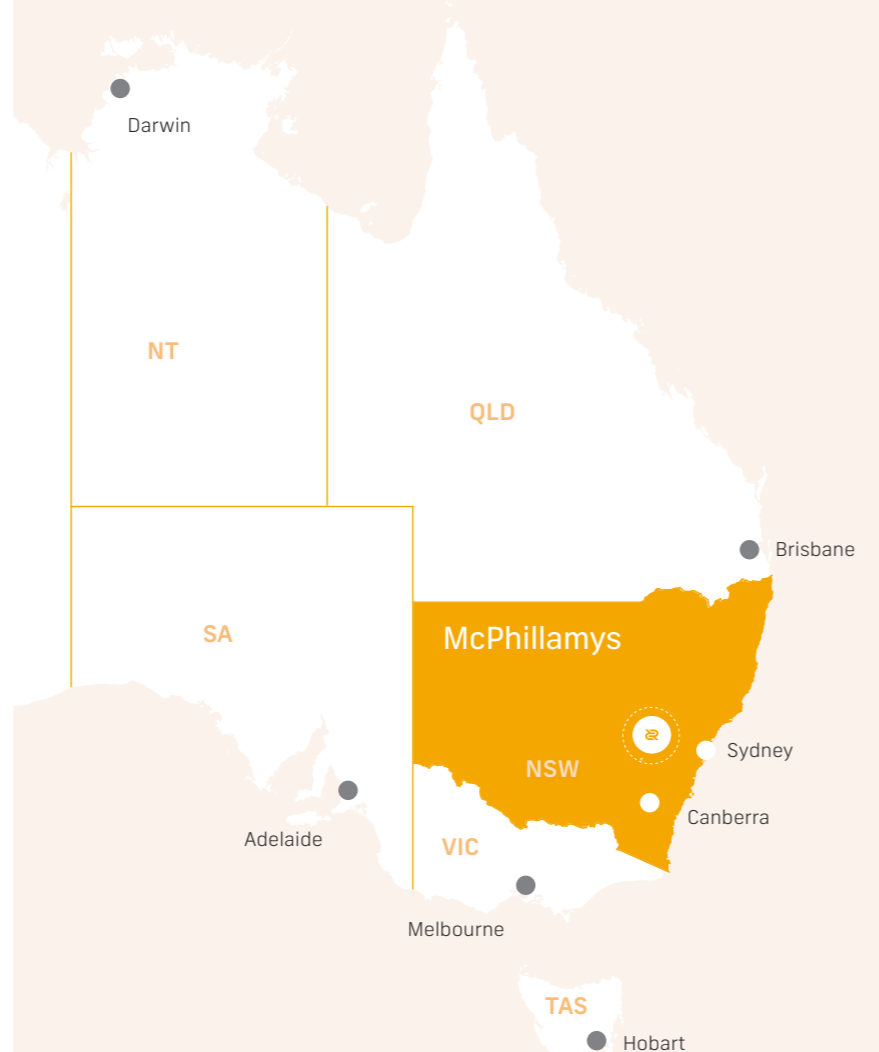 Darwin
NT
QLD
Brisbane
SA
McPhillamys
Sydney
NSW
Canberra
Adelaide
VIC
Melbourne
TAS
Hobart